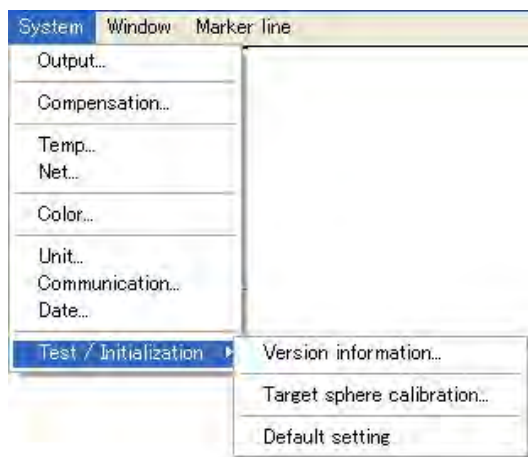 System Window Marker line
Output...
Compensation...
Temp...
Net...
Color...
Unit...
Communication...
Date...
Test / Initialization
Version information...
Target sphere calibration...
Default setting